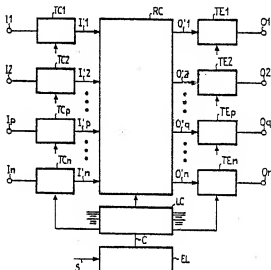 TC1 RC TE1
I1 I'1 O'1 O1
TC2 TE2
I2 I'2 O'2 O2
TCp TEp
Ip I'p O'q Oq
TCn TEn
In I'n O'n On
LC
C
S EL